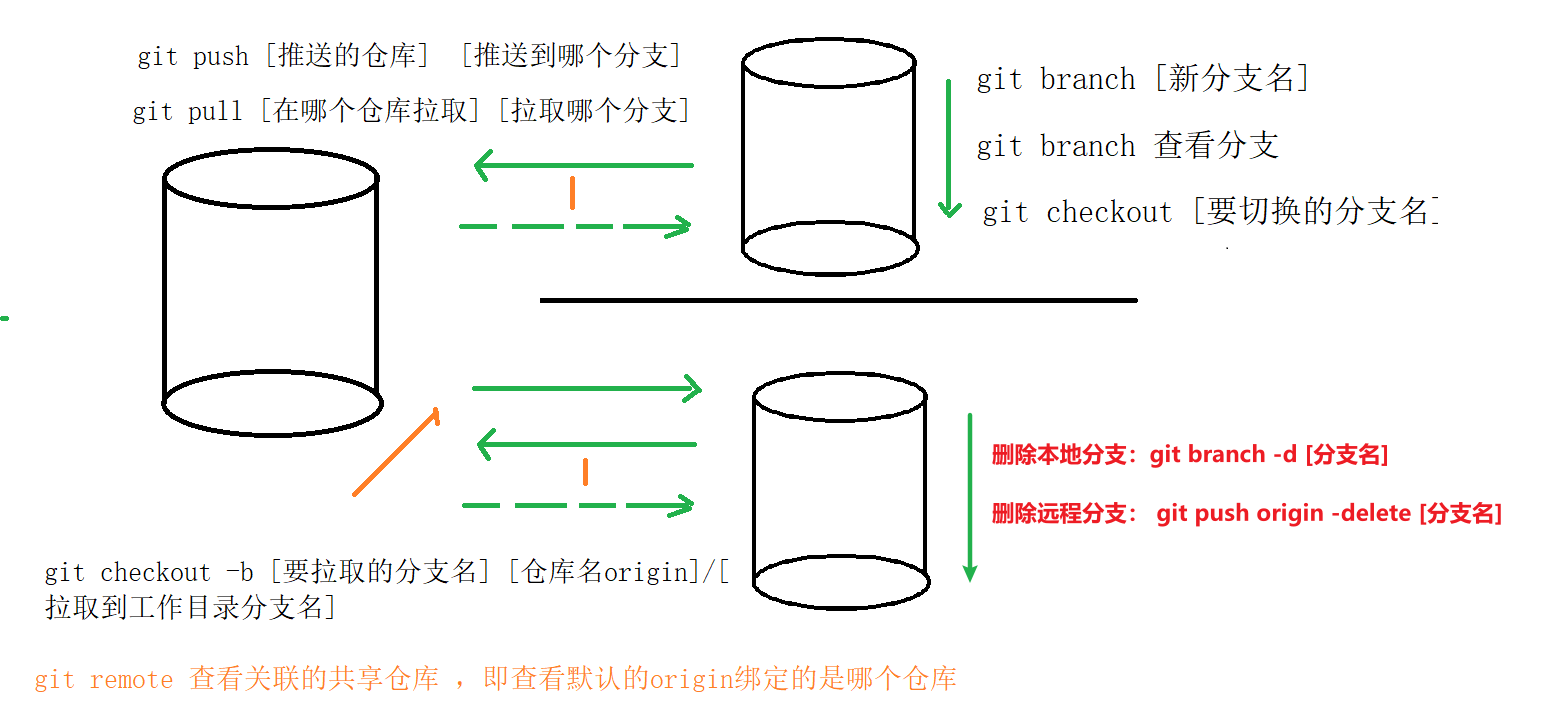 git push [推送的仓库] [推送到哪个分支]
git pull [在哪个仓库拉取] [拉取哪个分支]
git branch [新分支名]
git branch 查看分支
git checkout [要切换的分支名]
删除本地分支：git branch -d [分支名]
删除远程分支： git push origin -delete [分支名]
git checkout -b [要拉取的分支名] [仓库名origin]/[
拉取到工作目录分支名]
git remote 查看关联的共享仓库 ，即查看默认的origin绑定的是哪个仓库